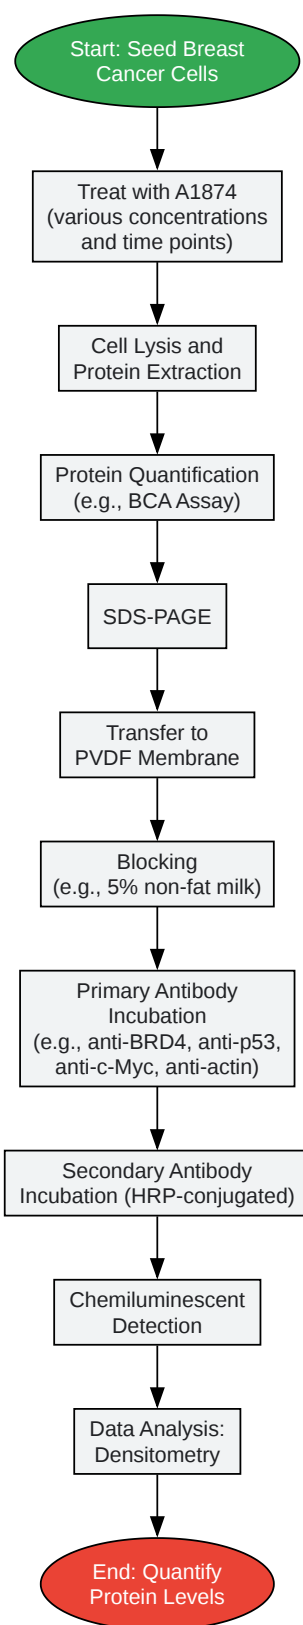 Start: Seed Breast
Cancer Cells
Treat with A1874
(various concentrations
and time points)
Cell Lysis and
Protein Extraction
Protein Quantification
(e.g., BCA Assay)
SDS-PAGE
Transfer to
PVDF Membrane
Blocking
(e.g., 5% non-fat milk)
Primary Antibody
Incubation
(e.g., anti-BRD4, anti-p53,
anti-c-Myc, anti-actin)
Secondary Antibody
Incubation (HRP-conjugated)
Chemiluminescent
Detection
Data Analysis:
Densitometry
End: Quantify
Protein Levels